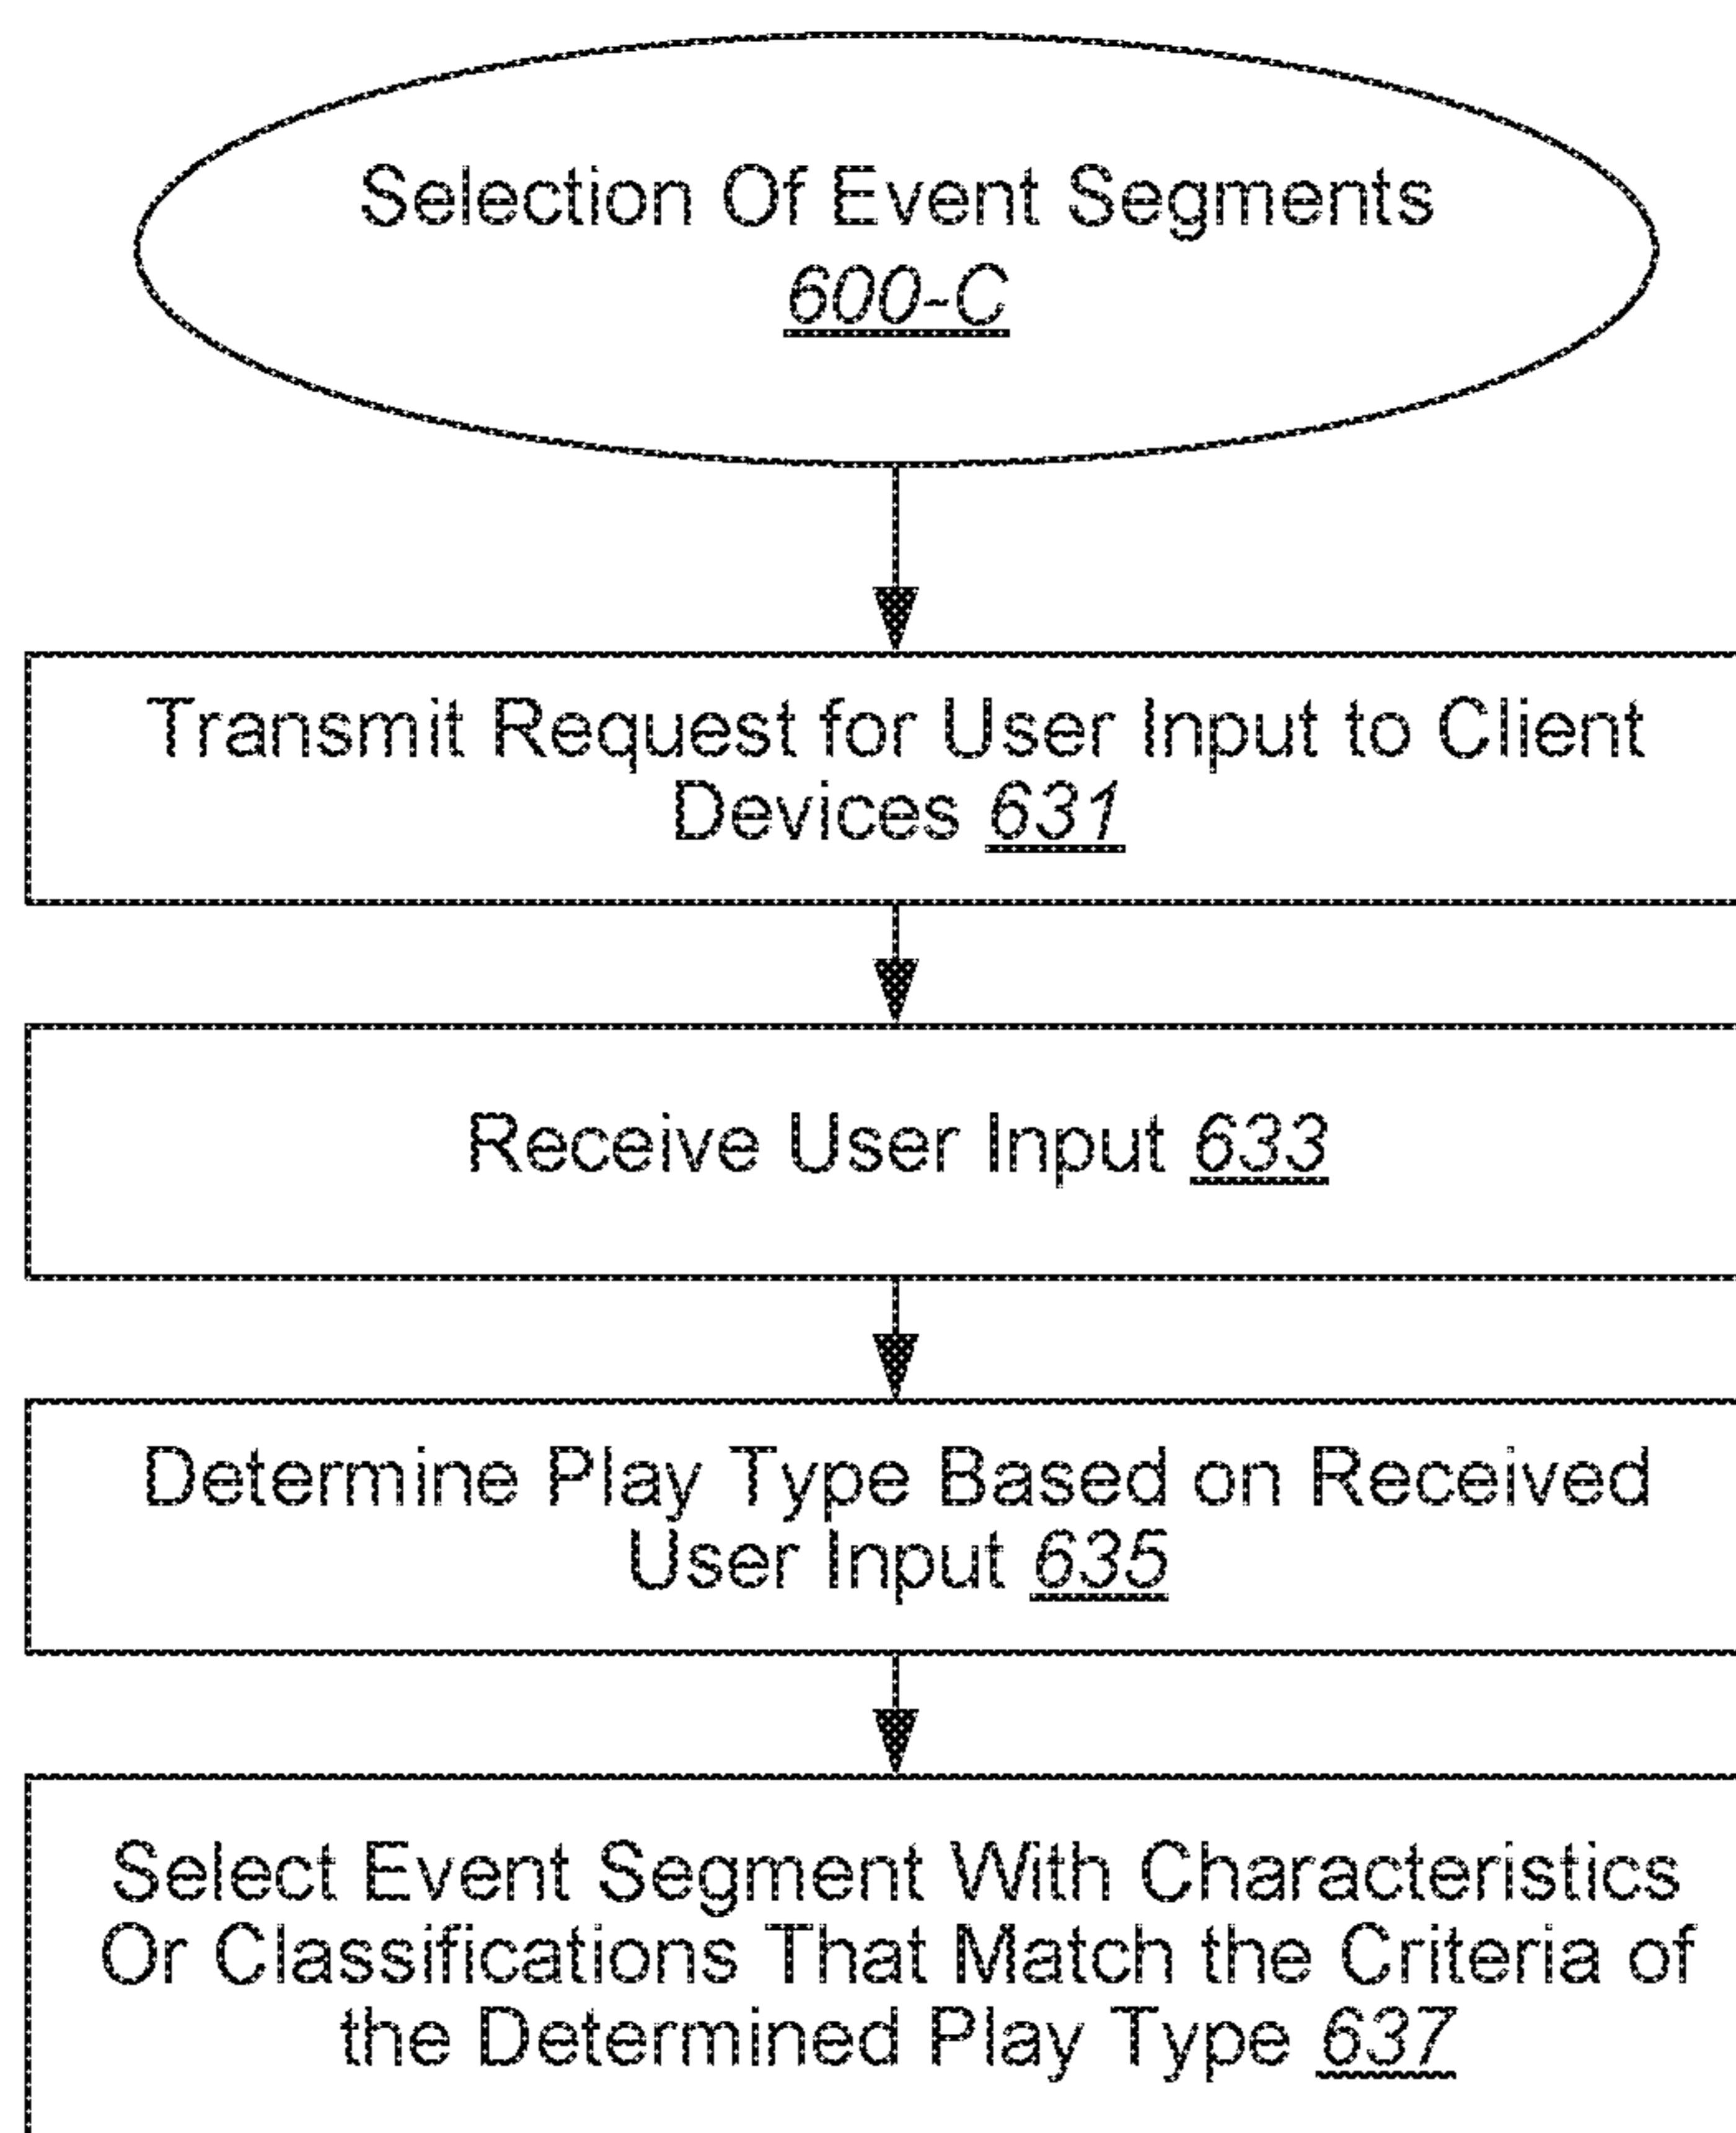 Selection Of Event Segments
600-C
Transmit Request for User Input to Client
Devices 631
Receive User Input 633
Determine Play Type Based on Received
User Input 635
Select Event Segment With Characteristics
Or Classifications That Match the Criteria of
the Determined Play Type 637